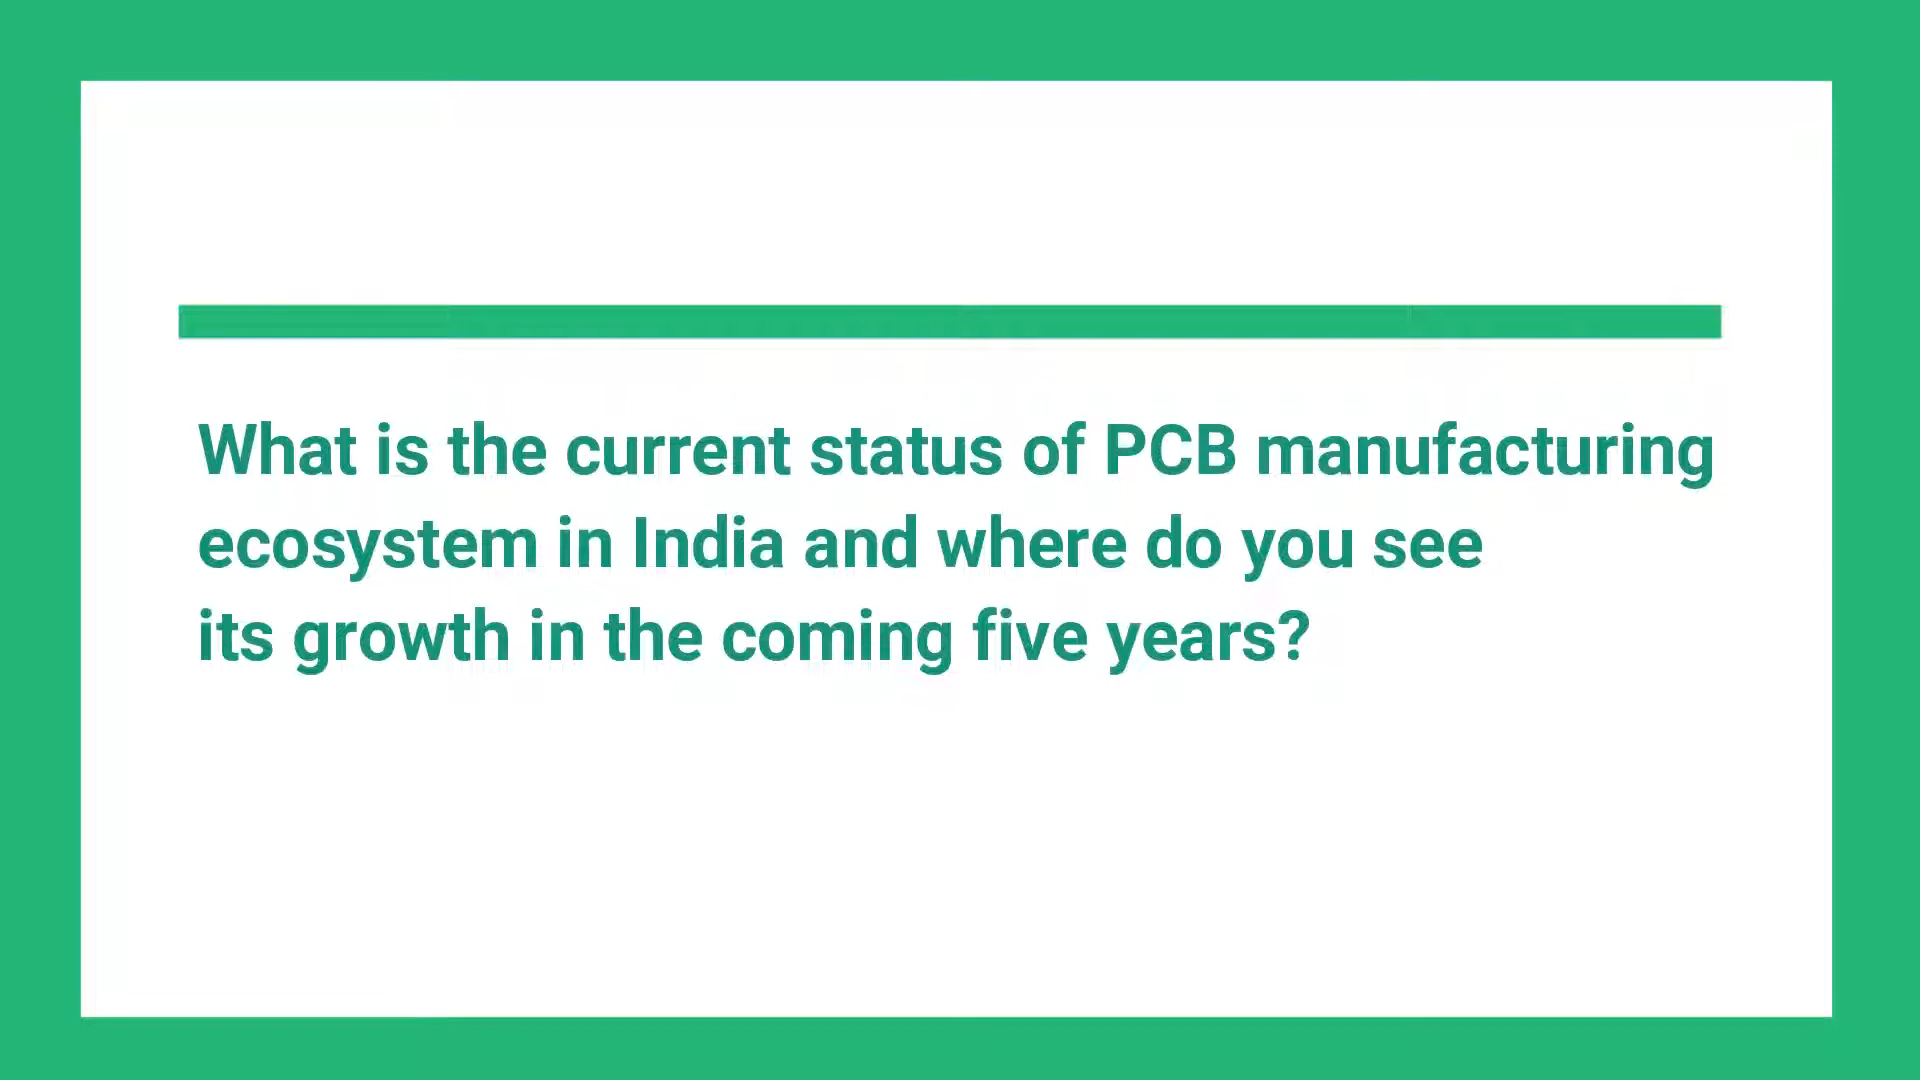 What is the current status of PCB manufacturing
ecosystem in India and where do you see
its growth in the coming five years?